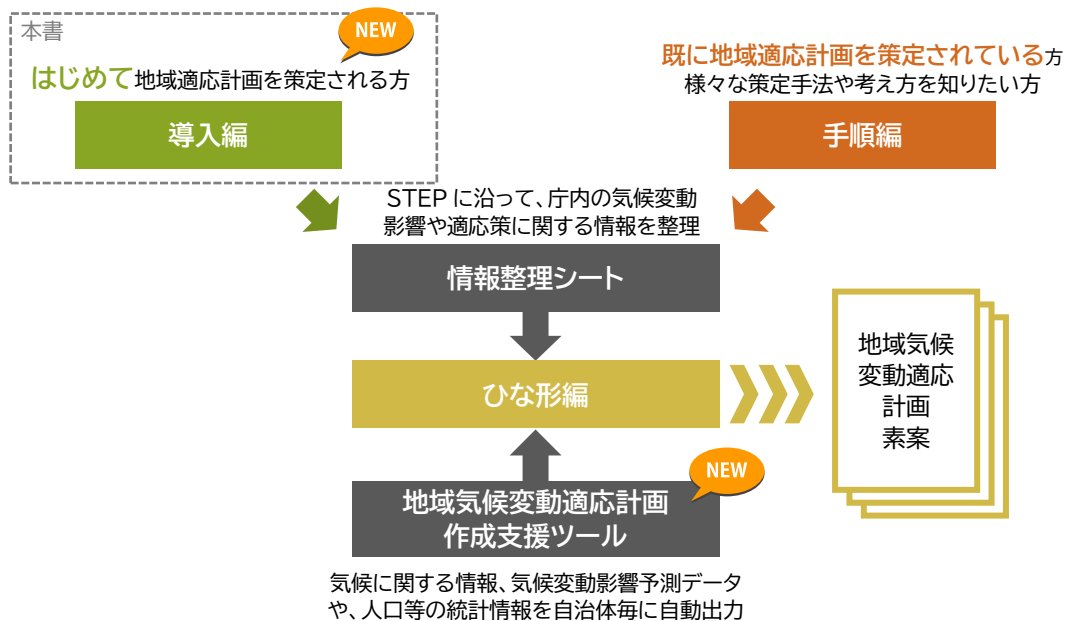 本書
NEW
はじめて地域適応計画を策定される方
導入編
既に地域適応計画を策定されている方
様々な策定手法や考え方を知りたい方
手順編
STEP に沿って、庁内の気候変動
影響や適応策に関する情報を整理
情報整理シート
ひな形編
地域気候
変動適応
計画
素案
NEW
地域気候変動適応計画
作成支援ツール
気候に関する情報、気候変動影響予測データ
や、人口等の統計情報を自治体毎に自動出力